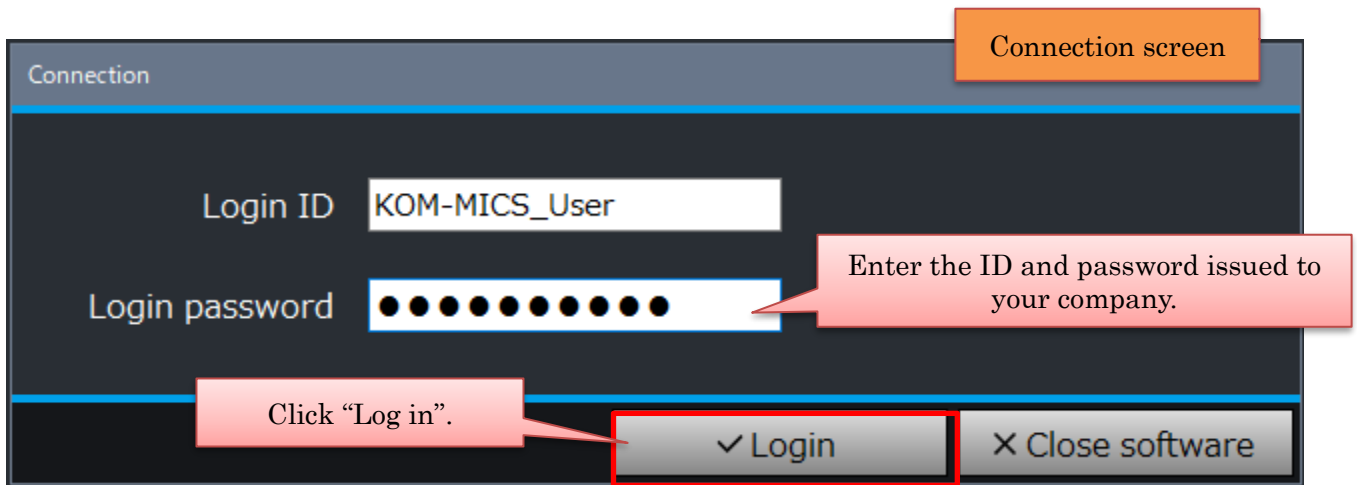 Connection screen
Connection
Login ID
KOM-MICS_User
Enter the ID and password issued to
your company.
Login password
●●●●●●●●●●
Click “Log in”.
✓ Login
× Close software